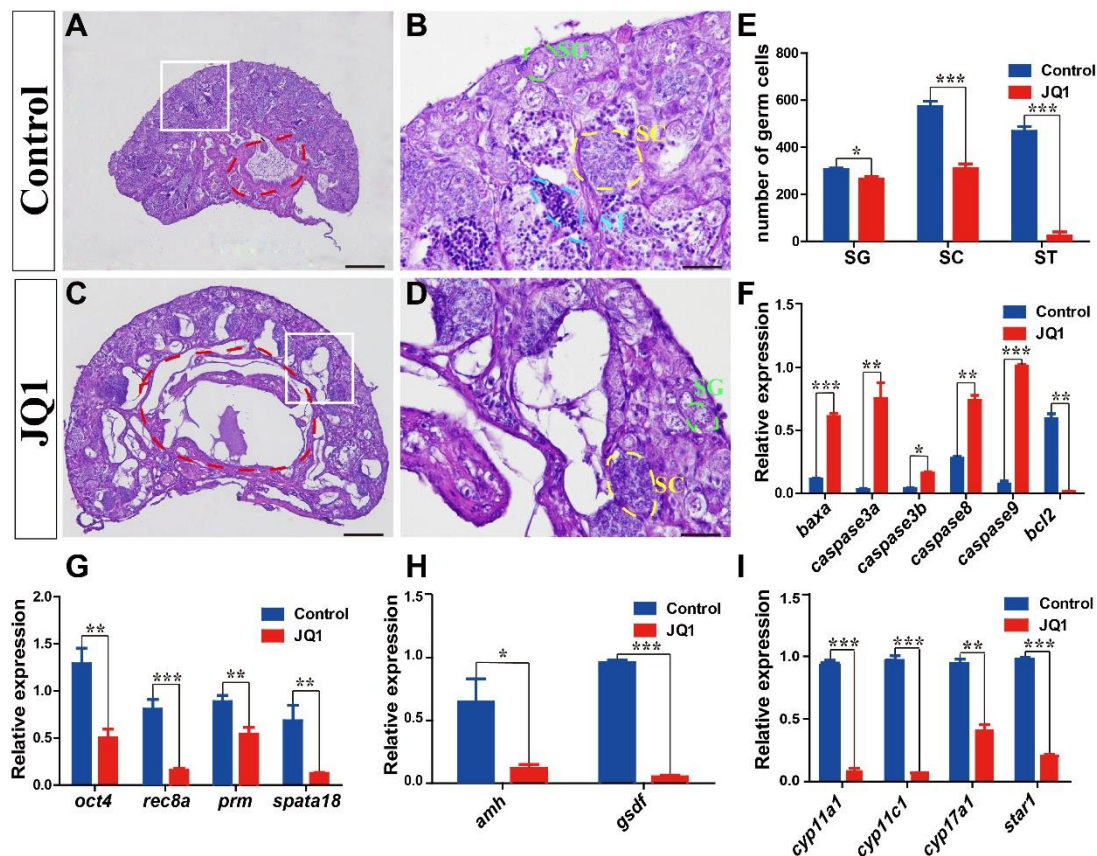 Control
A
B
SG
SC
ST
JQ1
C
D
SG
SC
E
number of germ cells
800
600
400
200
0
Control
JQ1
*
***
***
SG SC ST
F
Relative expression
1.5
1.0
0.5
0.0
Control
JQ1
***
**
*
**
***
**
baxa caspase3a caspase3b caspase8 caspase9 bcl2
G
Relative expression
2.0
1.5
1.0
0.5
0.0
Control
JQ1
**
***
**
**
oct4 rec8a prm spata18
H
Relative expression
1.5
1.0
0.5
0.0
Control
JQ1
*
***
amh gsdf
I
Relative expression
1.5
1.0
0.5
0.0
Control
JQ1
***
***
**
***
cyp11a1 cyp11c1 cyp17a1 star1